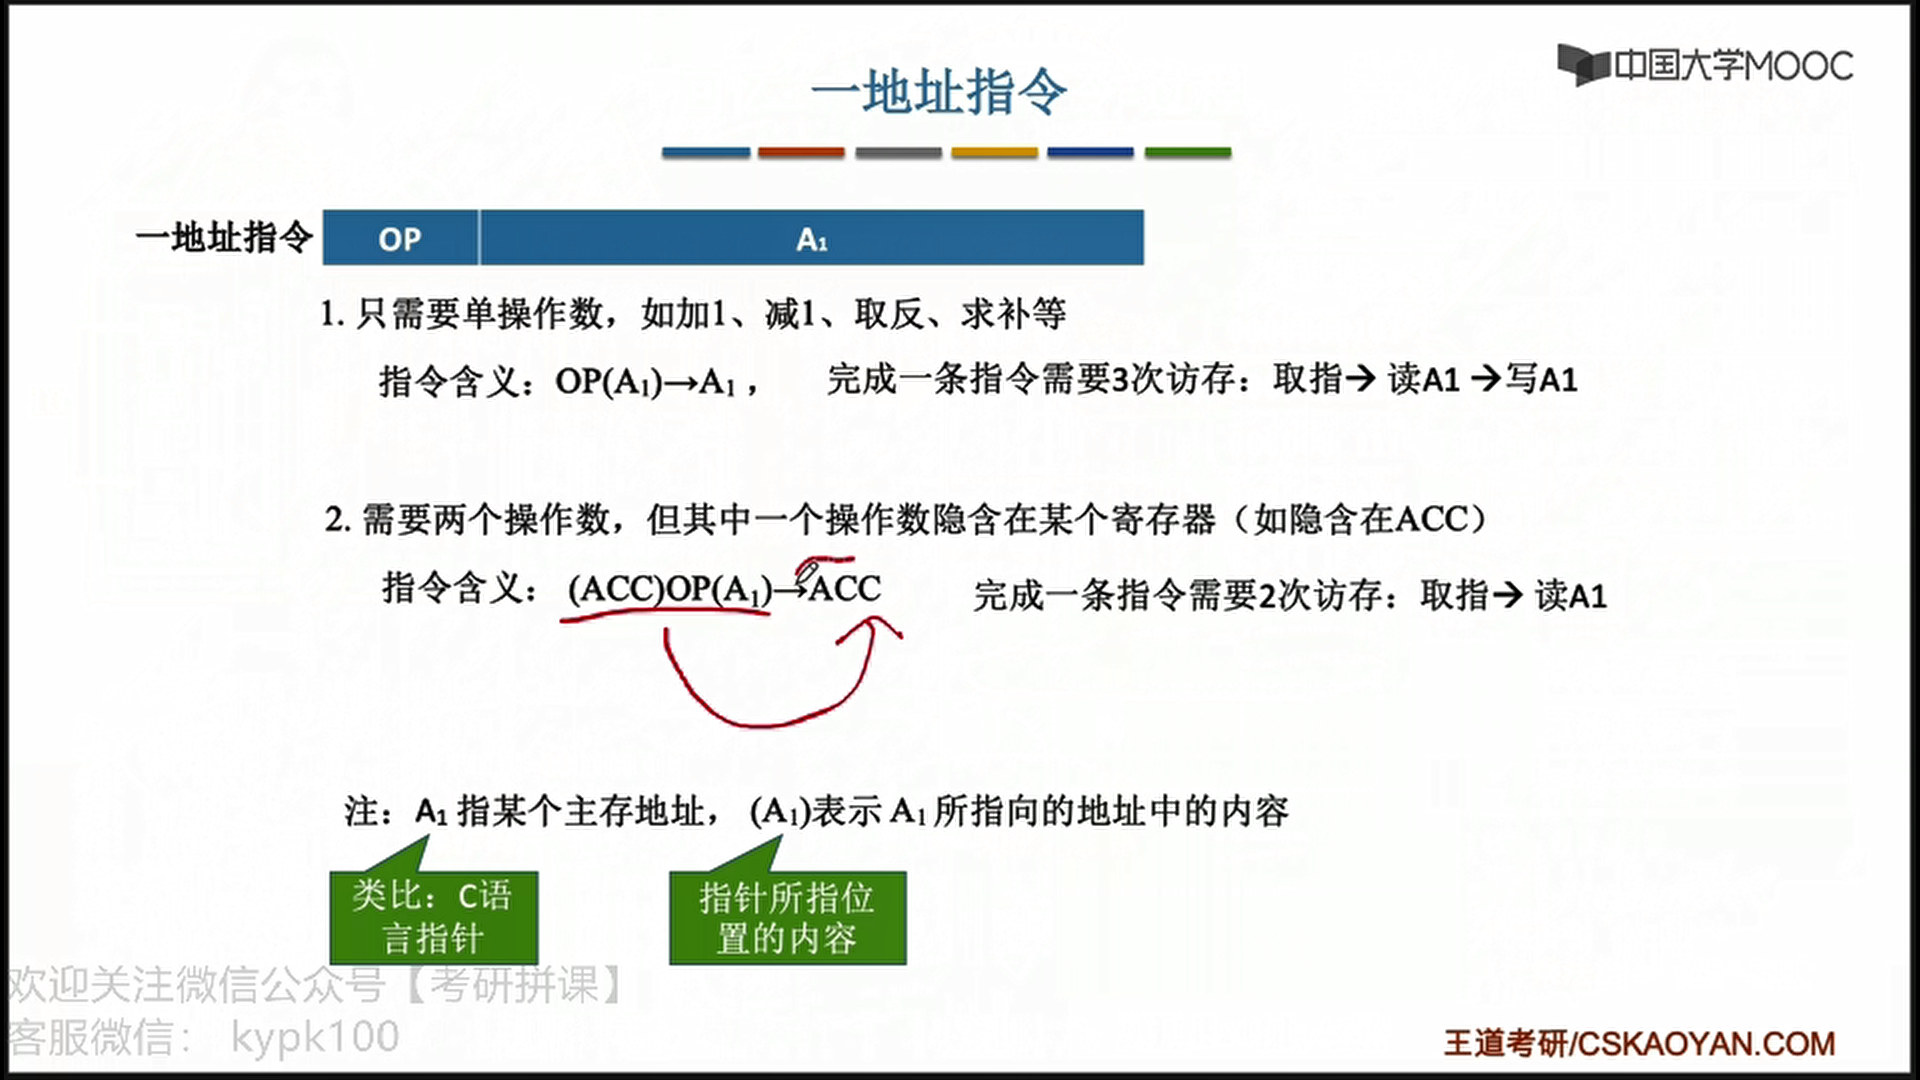 中国大学MOOC
一地址指令
一地址指令 OP A₁
1. 只需要单操作数，如加1、减1、取反、求补等
指令含义：OP(A₁)→A₁， 完成一条指令需要3次访存：取指→ 读A1 →写A1
2. 需要两个操作数，但其中一个操作数隐含在某个寄存器（如隐含在ACC）
指令含义： (ACC)OP(A₁)→ACC 完成一条指令需要2次访存：取指→ 读A1
注：A₁ 指某个主存地址， (A₁)表示 A₁ 所指向的地址中的内容
类比：C语
言指针
指针所指位
置的内容
欢迎关注微信公众号【考研拼课】
客服微信： kypk100
王道考研/CSKAOYAN.COM